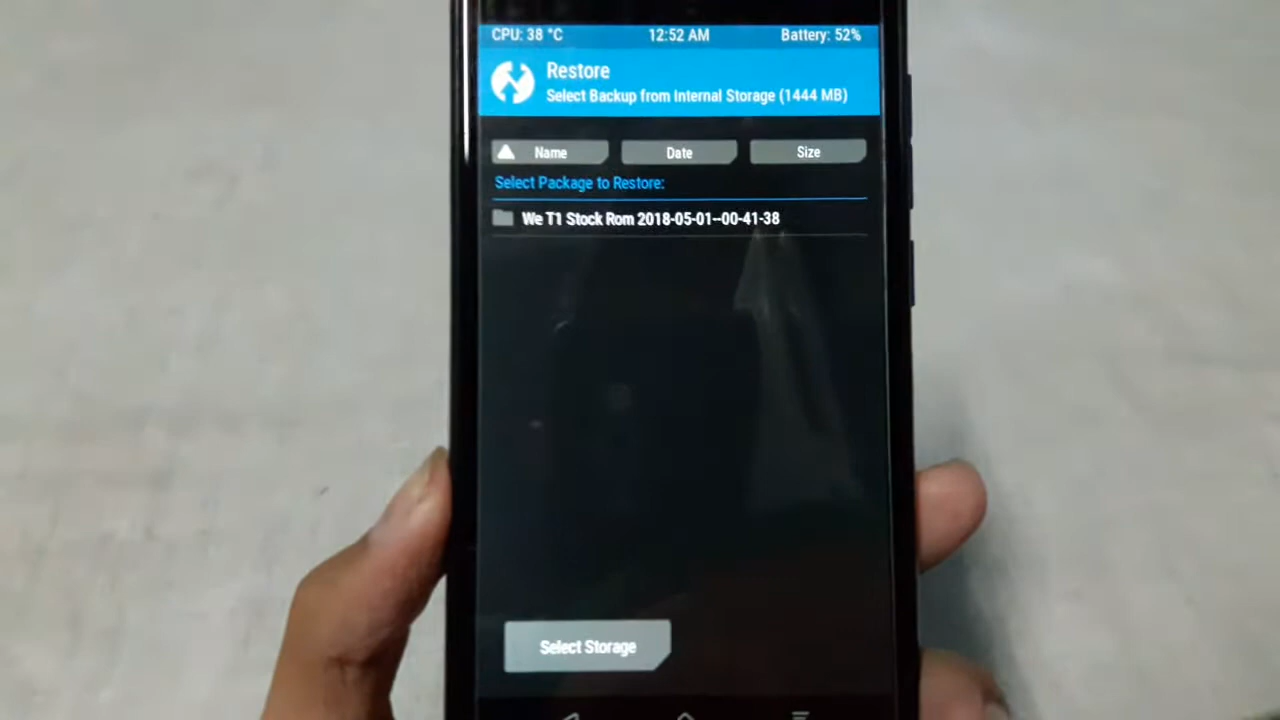 CPU: 38 °C 12:52 AM Battery: 52%
Restore
Select Backup from Internal Storage (1444 MB)
Name Date Size
Select Package to Restore:
We T1 Stock Rom 2018-05-01--00-41-38
Select Storage